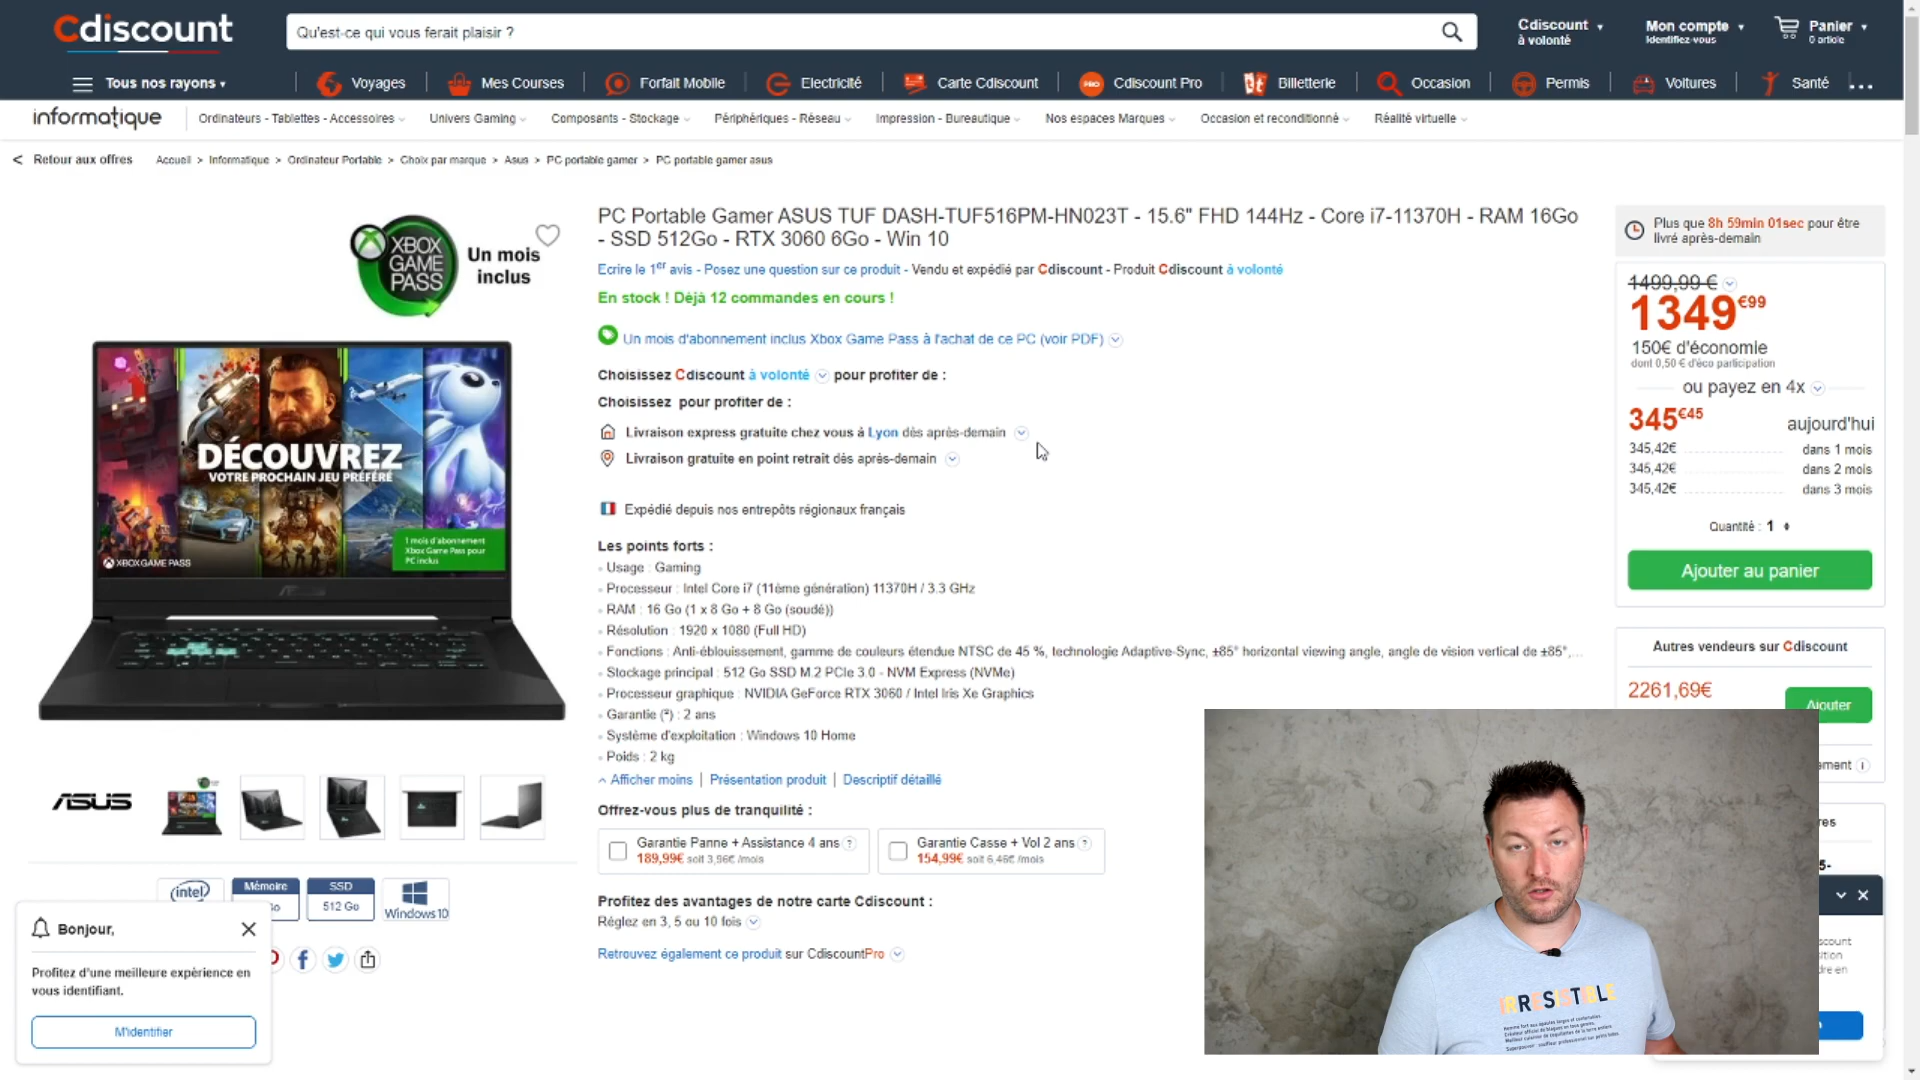 Cdiscount
Qu'est-ce qui vous ferait plaisir ?
Cdiscount
à volonté
Mon compte
Identifiez-vous
Panier
0 article
Tous nos rayons
Voyages
Mes Courses
Forfait Mobile
Electricité
Carte Cdiscount
PRO
Cdiscount Pro
Billetterie
Occasion
Permis
Voitures
Santé
...
informatique
Ordinateurs - Tablettes - Accessoires
Univers Gaming
Composants - Stockage
Périphériques - Réseau
Impression - Bureautique
Nos espaces Marques
Occasion et reconditionné
Réalité virtuelle
< Retour aux offres
Accueil > Informatique > Ordinateur Portable > Choix par marque > Asus > PC portable gamer > PC portable gamer asus
XBOX
GAME
PASS
Un mois
inclus
DÉCOUVREZ
VOTRE PROCHAIN JEU PRÉFÉRÉ
1 mois d'abonnement
Xbox Game Pass pour
PC inclus
XBOX GAME PASS
ASUS
intel
Mémoire
SSD
512 Go
Windows 10
PC Portable Gamer ASUS TUF DASH-TUF516PM-HN023T - 15.6" FHD 144Hz - Core i7-11370H - RAM 16Go
- SSD 512Go - RTX 3060 6Go - Win 10
Ecrire le 1er avis - Posez une question sur ce produit - Vendu et expédié par Cdiscount - Produit Cdiscount à volonté
En stock ! Déjà 12 commandes en cours !
Un mois d'abonnement inclus Xbox Game Pass à l'achat de ce PC (voir PDF)
Choisissez Cdiscount à volonté pour profiter de :
Choisissez pour profiter de :
Livraison express gratuite chez vous à Lyon dès après-demain
Livraison gratuite en point retrait dès après-demain
Expédié depuis nos entrepôts régionaux français
Les points forts :
Usage : Gaming
Processeur : Intel Core i7 (11ème génération) 11370H / 3.3 GHz
RAM : 16 Go (1 x 8 Go + 8 Go (soudé))
Résolution : 1920 x 1080 (Full HD)
Fonctions : Anti-éblouissement, gamme de couleurs étendue NTSC de 45 %, technologie Adaptive-Sync, ±85° horizontal viewing angle, angle de vision vertical de ±85°,...
Stockage principal : 512 Go SSD M.2 PCIe 3.0 - NVM Express (NVMe)
Processeur graphique : NVIDIA GeForce RTX 3060 / Intel Iris Xe Graphics
Garantie (²) : 2 ans
Système d'exploitation : Windows 10 Home
Poids : 2 kg
Afficher moins | Présentation produit | Descriptif détaillé
Offrez-vous plus de tranquilité :
Garantie Panne + Assistance 4 ans ?
189,99€ soit 3,96€ /mois
Garantie Casse + Vol 2 ans ?
154,99€ soit 6,46€ /mois
Profitez des avantages de notre carte Cdiscount :
Réglez en 3, 5 ou 10 fois
Retrouvez également ce produit sur CdiscountPro
Plus que 8h 59min 01sec pour être
livré après-demain
1499,99 €
1349€99
150€ d'économie
dont 0,50 € d'éco participation
ou payez en 4x
345€45 aujourd'hui
345,42€ dans 1 mois
345,42€ dans 2 mois
345,42€ dans 3 mois
Quantité : 1
Ajouter au panier
Autres vendeurs sur Cdiscount
2261,69€
Ajouter
Bonjour,
Profitez d'une meilleure expérience en
vous identifiant.
M'identifier
IRRESISTIBLE